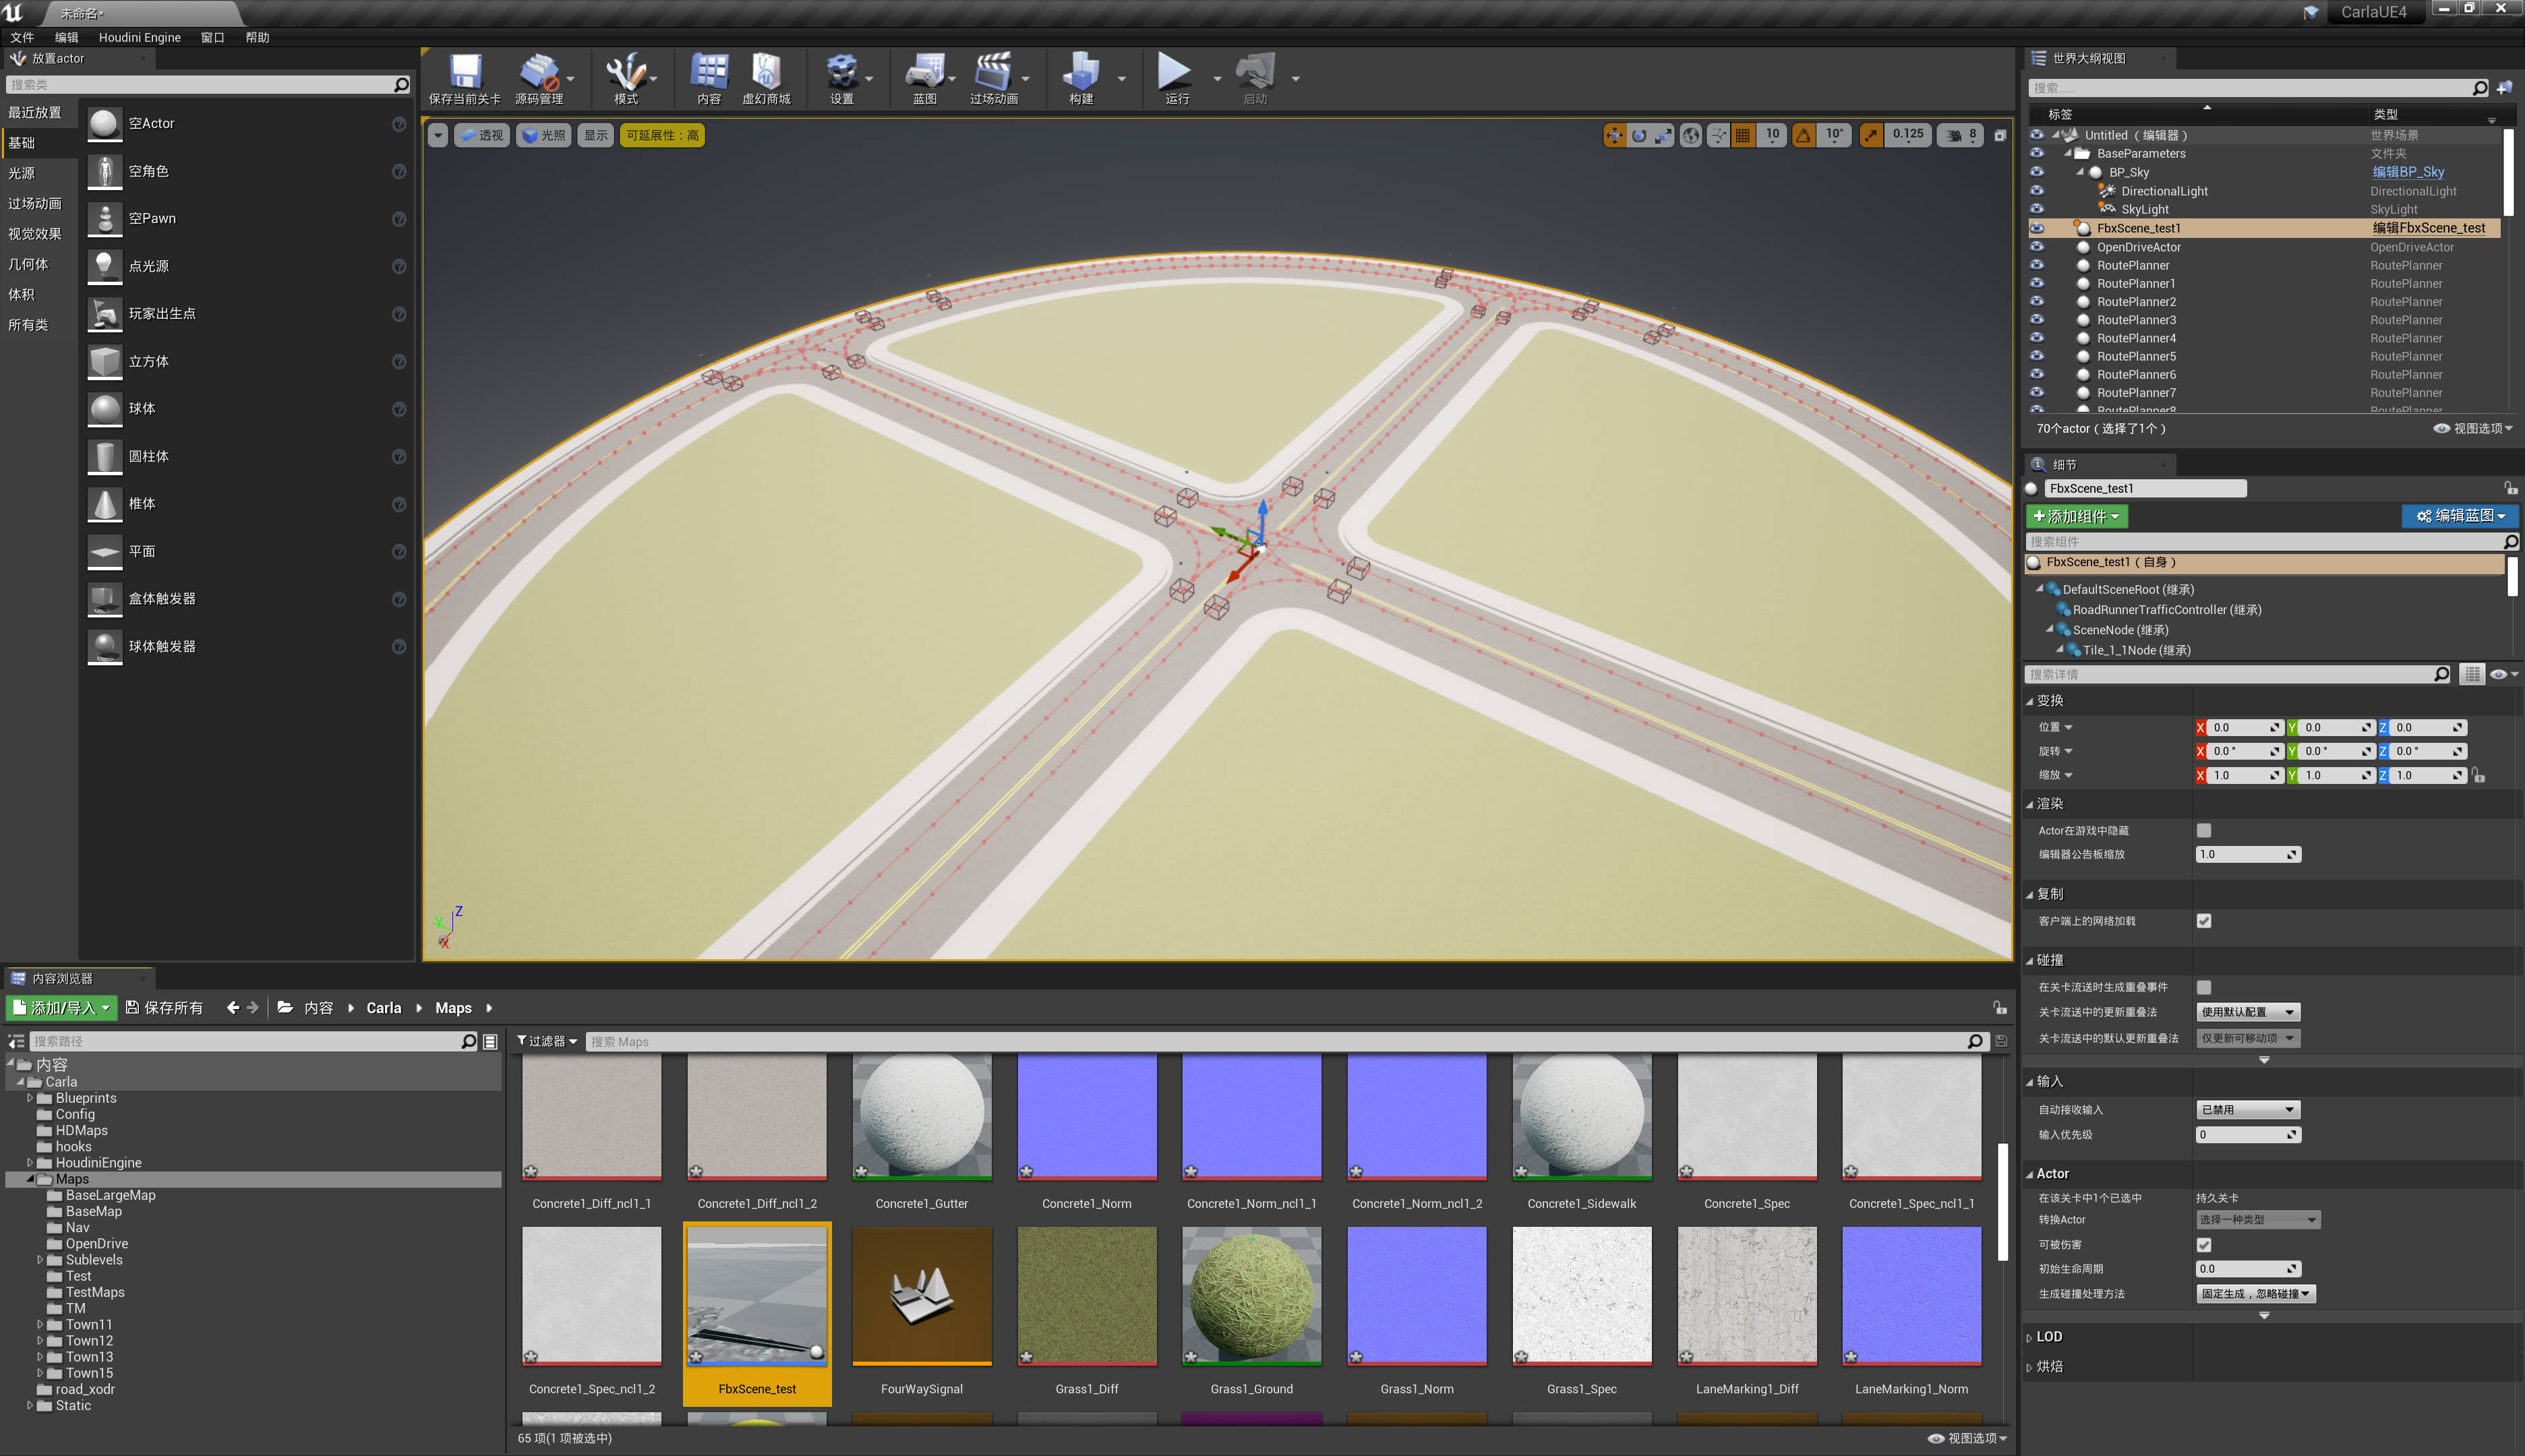 未命名*
CarlaUE4
文件 编辑 Houdini Engine 窗口 帮助
放置actor
搜索类
最近放置
基础
光源
过场动画
视觉效果
几何体
体积
所有类
空Actor
空角色
空Pawn
点光源
玩家出生点
立方体
球体
圆柱体
椎体
平面
盒体触发器
球体触发器
保存当前关卡 源码管理 模式 内容 虚幻商城 设置 蓝图 过场动画 构建 运行 启动
透视 光照 显示 可延展性：高
10 10° 0.125 8
Z
Y
X
世界大纲视图
搜索......
标签 类型
Untitled（编辑器） 世界场景
BaseParameters 文件夹
BP_Sky 编辑BP_Sky
DirectionalLight DirectionalLight
SkyLight SkyLight
FbxScene_test1 编辑FbxScene_test
OpenDriveActor OpenDriveActor
RoutePlanner RoutePlanner
RoutePlanner1 RoutePlanner
RoutePlanner2 RoutePlanner
RoutePlanner3 RoutePlanner
RoutePlanner4 RoutePlanner
RoutePlanner5 RoutePlanner
RoutePlanner6 RoutePlanner
RoutePlanner7 RoutePlanner
RoutePlanner8 RoutePlanner
70个actor（选择了1个） 视图选项
细节
FbxScene_test1
添加组件 编辑蓝图
搜索组件
FbxScene_test1（自身）
DefaultSceneRoot (继承)
RoadRunnerTrafficController (继承)
SceneNode (继承)
Tile_1_1Node (继承)
搜索详情
变换
位置 X 0.0 Y 0.0 Z 0.0
旋转 X 0.0° Y 0.0° Z 0.0°
缩放 X 1.0 Y 1.0 Z 1.0
渲染
Actor在游戏中隐藏
编辑器公告板缩放 1.0
复制
客户端上的网络加载
碰撞
在关卡流送时生成重叠事件
关卡流送中的更新重叠法 使用默认配置
关卡流送中的默认更新重叠法 仅更新可移动项
输入
自动接收输入 已禁用
输入优先级 0
Actor
在该关卡中1个已选中 持久关卡
转换Actor 选择一种类型
可被伤害
初始生命周期 0.0
生成碰撞处理方法 固定生成，忽略碰撞
LOD
烘焙
内容浏览器
添加/导入 保存所有 内容 Carla Maps
搜索路径
内容
Carla
Blueprints
Config
HDMaps
hooks
HoudiniEngine
Maps
BaseLargeMap
BaseMap
Nav
OpenDrive
Sublevels
Test
TestMaps
TM
Town11
Town12
Town13
Town15
road_xodr
Static
过滤器 搜索 Maps
Concrete1_Diff_ncl1_1 Concrete1_Diff_ncl1_2 Concrete1_Gutter Concrete1_Norm Concrete1_Norm_ncl1_1 Concrete1_Norm_ncl1_2 Concrete1_Sidewalk Concrete1_Spec Concrete1_Spec_ncl1_1
Concrete1_Spec_ncl1_2 FbxScene_test FourWaySignal Grass1_Diff Grass1_Ground Grass1_Norm Grass1_Spec LaneMarking1_Diff LaneMarking1_Norm
65 项(1 项被选中) 视图选项